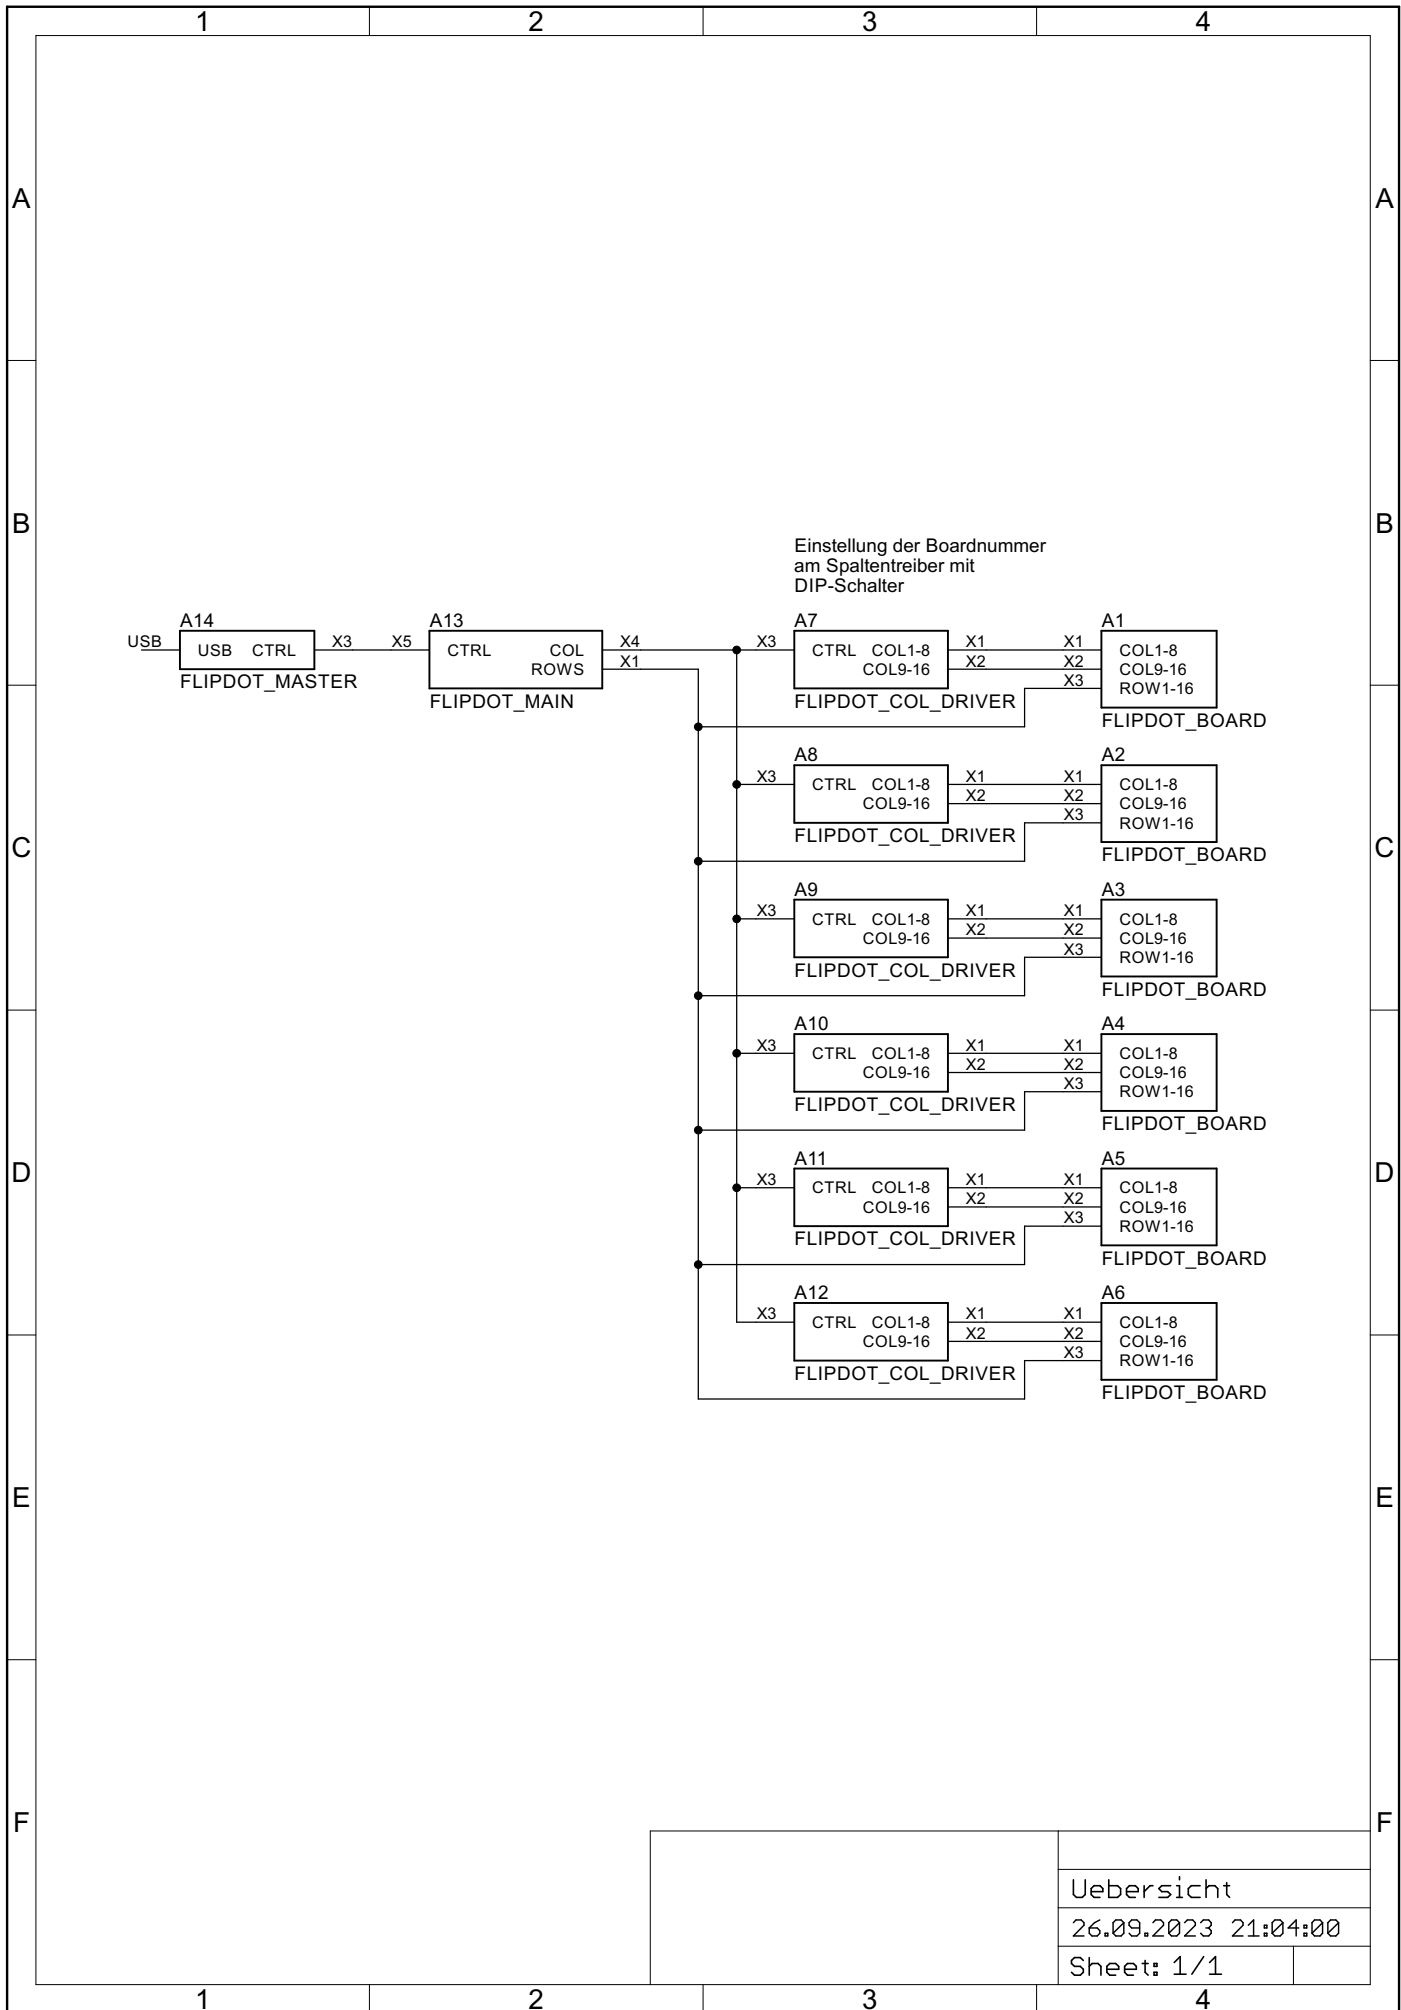 1 2 3 4
A A
B B
Einstellung der Boardnummer
am Spaltentreiber mit
DIP-Schalter
A14 A13 A7 A1
USB USB CTRL X3 X5 CTRL COL X4 X3 CTRL COL1-8 X1 X1 COL1-8
ROWS X1 COL9-16 X2 X2 COL9-16
X3 ROW1-16
FLIPDOT_MASTER FLIPDOT_MAIN FLIPDOT_COL_DRIVER FLIPDOT_BOARD
A8 A2
X3 CTRL COL1-8 X1 X1 COL1-8
COL9-16 X2 X2 COL9-16
X3 ROW1-16
FLIPDOT_COL_DRIVER FLIPDOT_BOARD
C C
A9 A3
X3 CTRL COL1-8 X1 X1 COL1-8
COL9-16 X2 X2 COL9-16
X3 ROW1-16
FLIPDOT_COL_DRIVER FLIPDOT_BOARD
A10 A4
X3 CTRL COL1-8 X1 X1 COL1-8
COL9-16 X2 X2 COL9-16
X3 ROW1-16
FLIPDOT_COL_DRIVER FLIPDOT_BOARD
D D
A11 A5
X3 CTRL COL1-8 X1 X1 COL1-8
COL9-16 X2 X2 COL9-16
X3 ROW1-16
FLIPDOT_COL_DRIVER FLIPDOT_BOARD
A12 A6
X3 CTRL COL1-8 X1 X1 COL1-8
COL9-16 X2 X2 COL9-16
X3 ROW1-16
FLIPDOT_COL_DRIVER FLIPDOT_BOARD
E E
F F
Uebersicht
26.09.2023 21:04:00
Sheet: 1/1
1 2 3 4